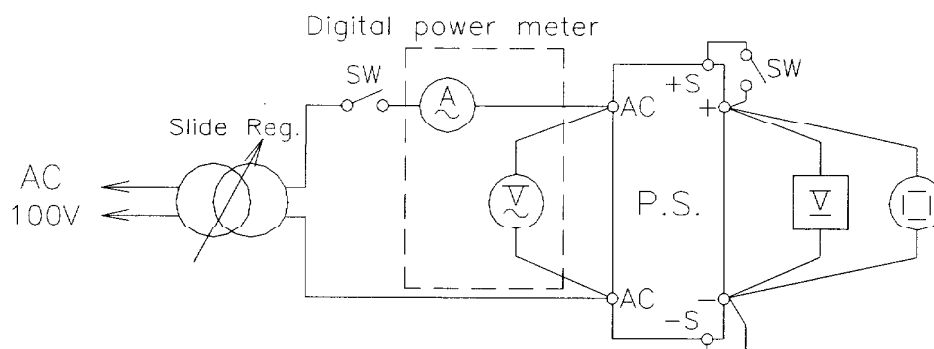 Digital power meter
SW
A
Slide Reg.
AC
100V
V
AC
AC
P.S.
+S
+
SW
V
-
-S